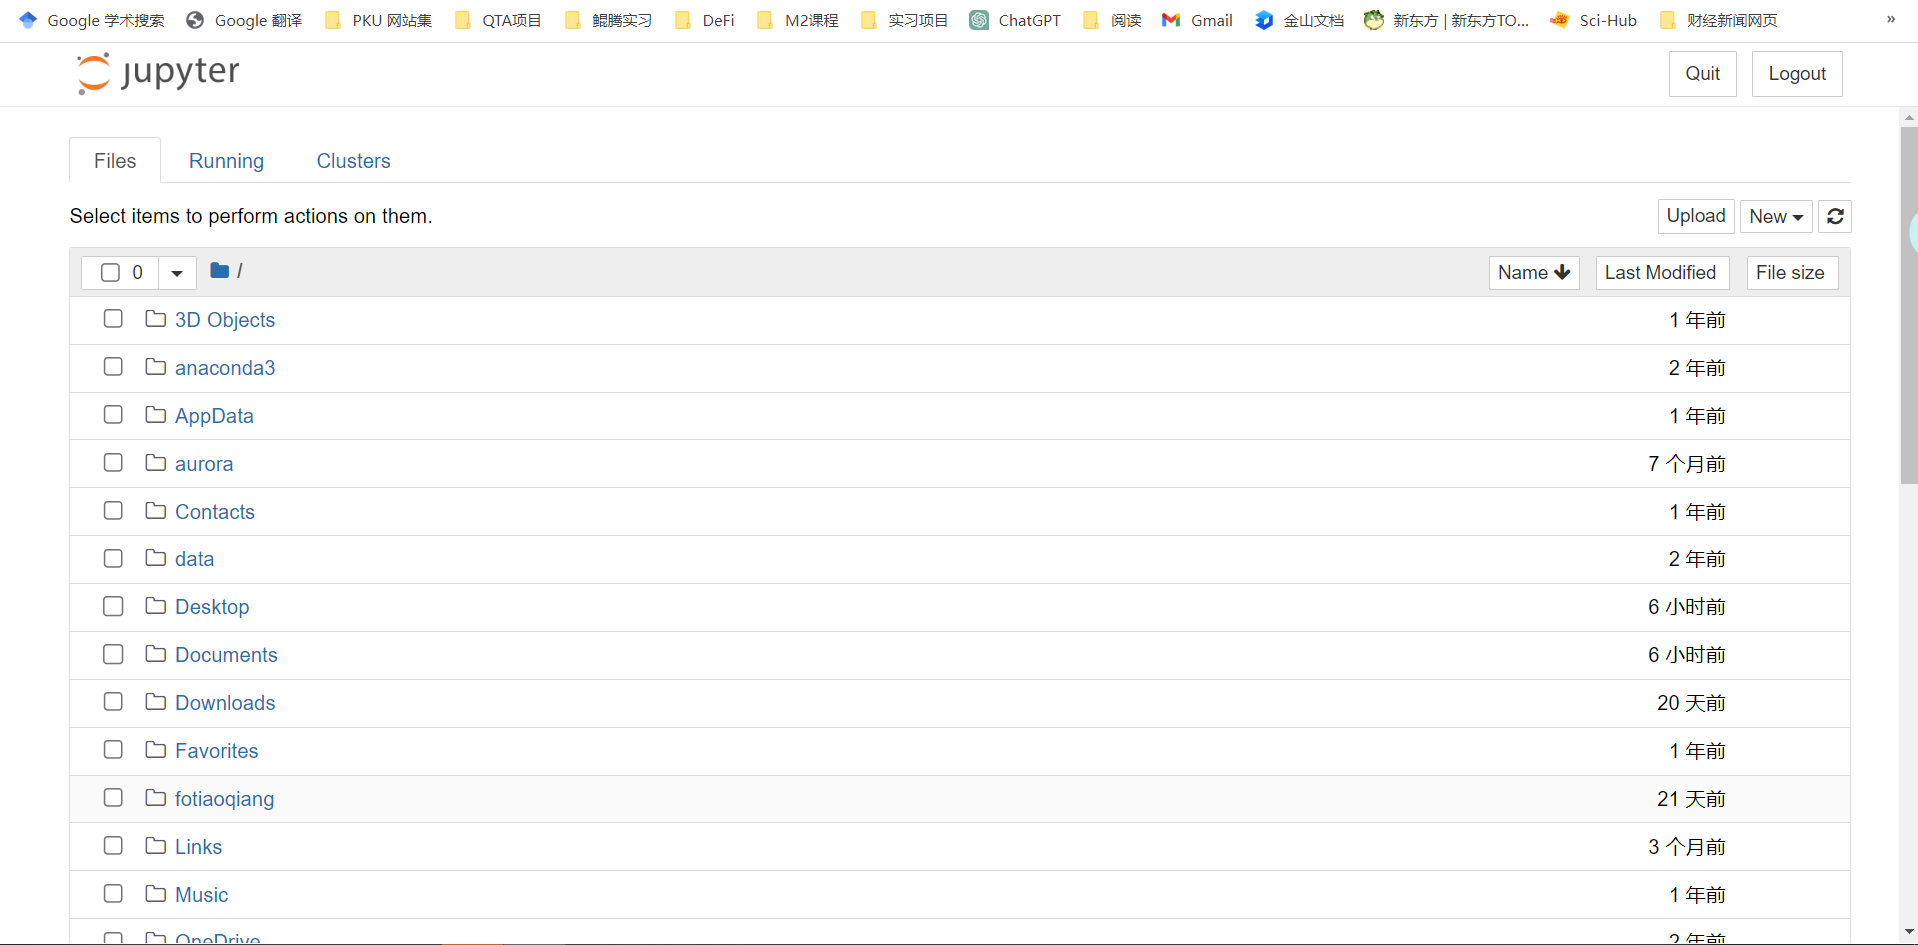 Google 学术搜索 Google 翻译 PKU 网站集 QTA项目 鲲腾实习 DeFi M2课程 实习项目 ChatGPT 阅读 Gmail 金山文档 新东方 | 新东方TO... Sci-Hub 财经新闻网页 »
jupyter Quit Logout
Files Running Clusters
Select items to perform actions on them. Upload New
0 / Name Last Modified File size
3D Objects 1 年前
anaconda3 2 年前
AppData 1 年前
aurora 7 个月前
Contacts 1 年前
data 2 年前
Desktop 6 小时前
Documents 6 小时前
Downloads 20 天前
Favorites 1 年前
fotiaoqiang 21 天前
Links 3 个月前
Music 1 年前
OneDrive 2 年前